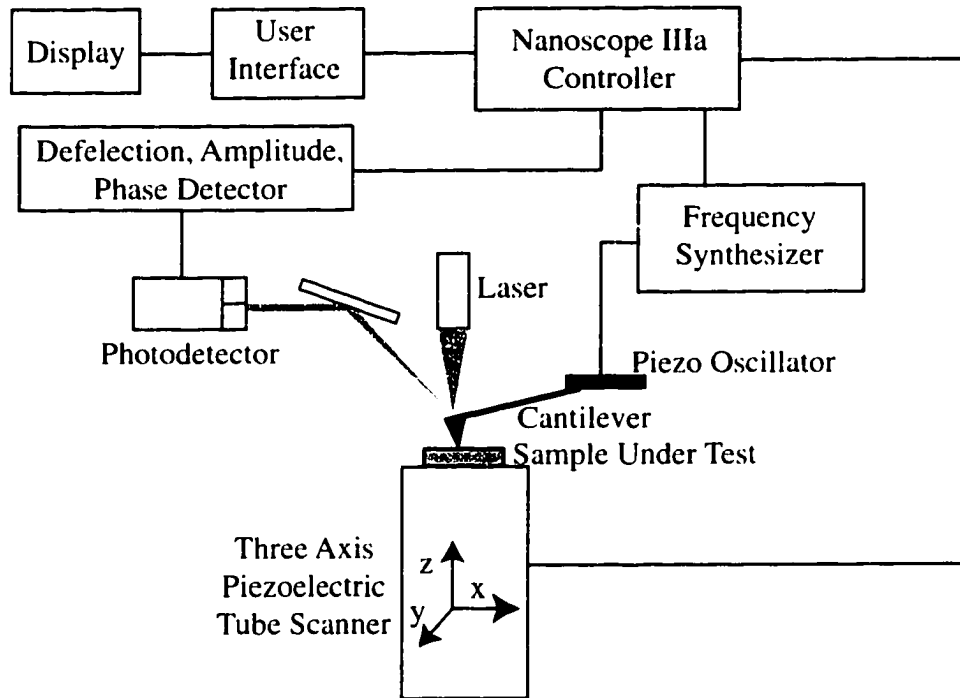 Display
User
Interface
Nanoscope IIIa
Controller
Defelection, Amplitude,
Phase Detector
Frequency
Synthesizer
Laser
Photodetector
Piezo Oscillator
Cantilever
Sample Under Test
Three Axis
Piezoelectric
Tube Scanner
z
x
y